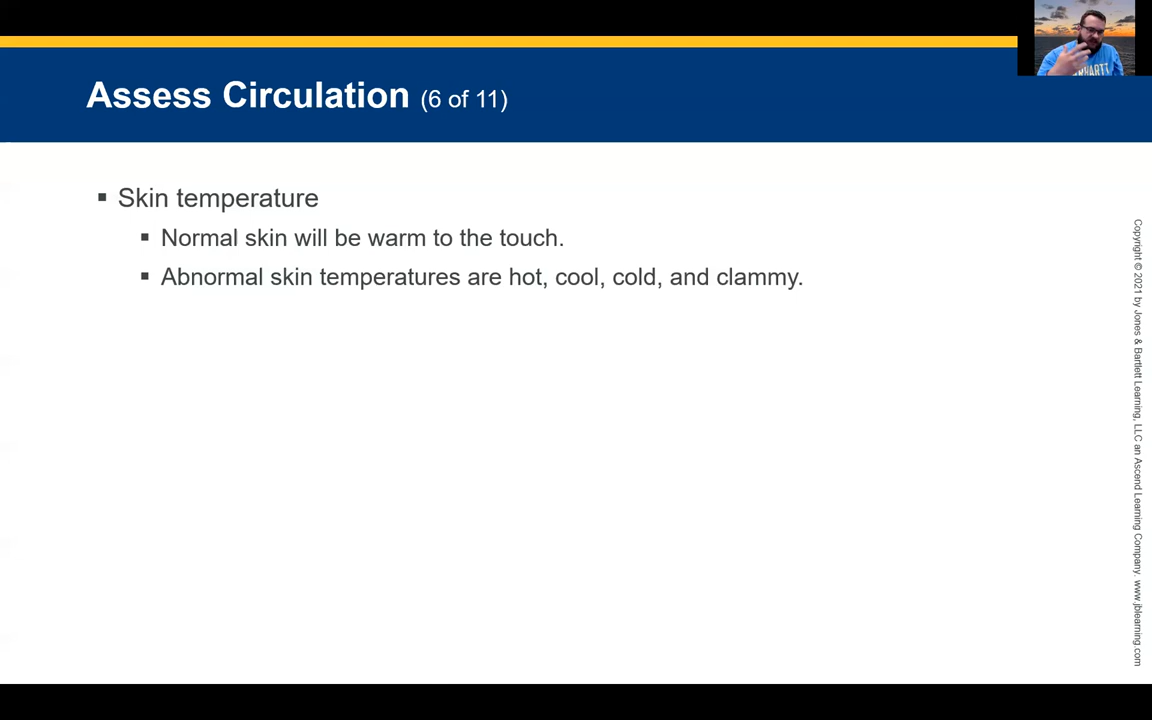 Assess Circulation (6 of 11)
▪ Skin temperature
▪ Normal skin will be warm to the touch.
▪ Abnormal skin temperatures are hot, cool, cold, and clammy.
Copyright © 2021 by Jones & Bartlett Learning, LLC an Ascend Learning Company. www.jblearning.com